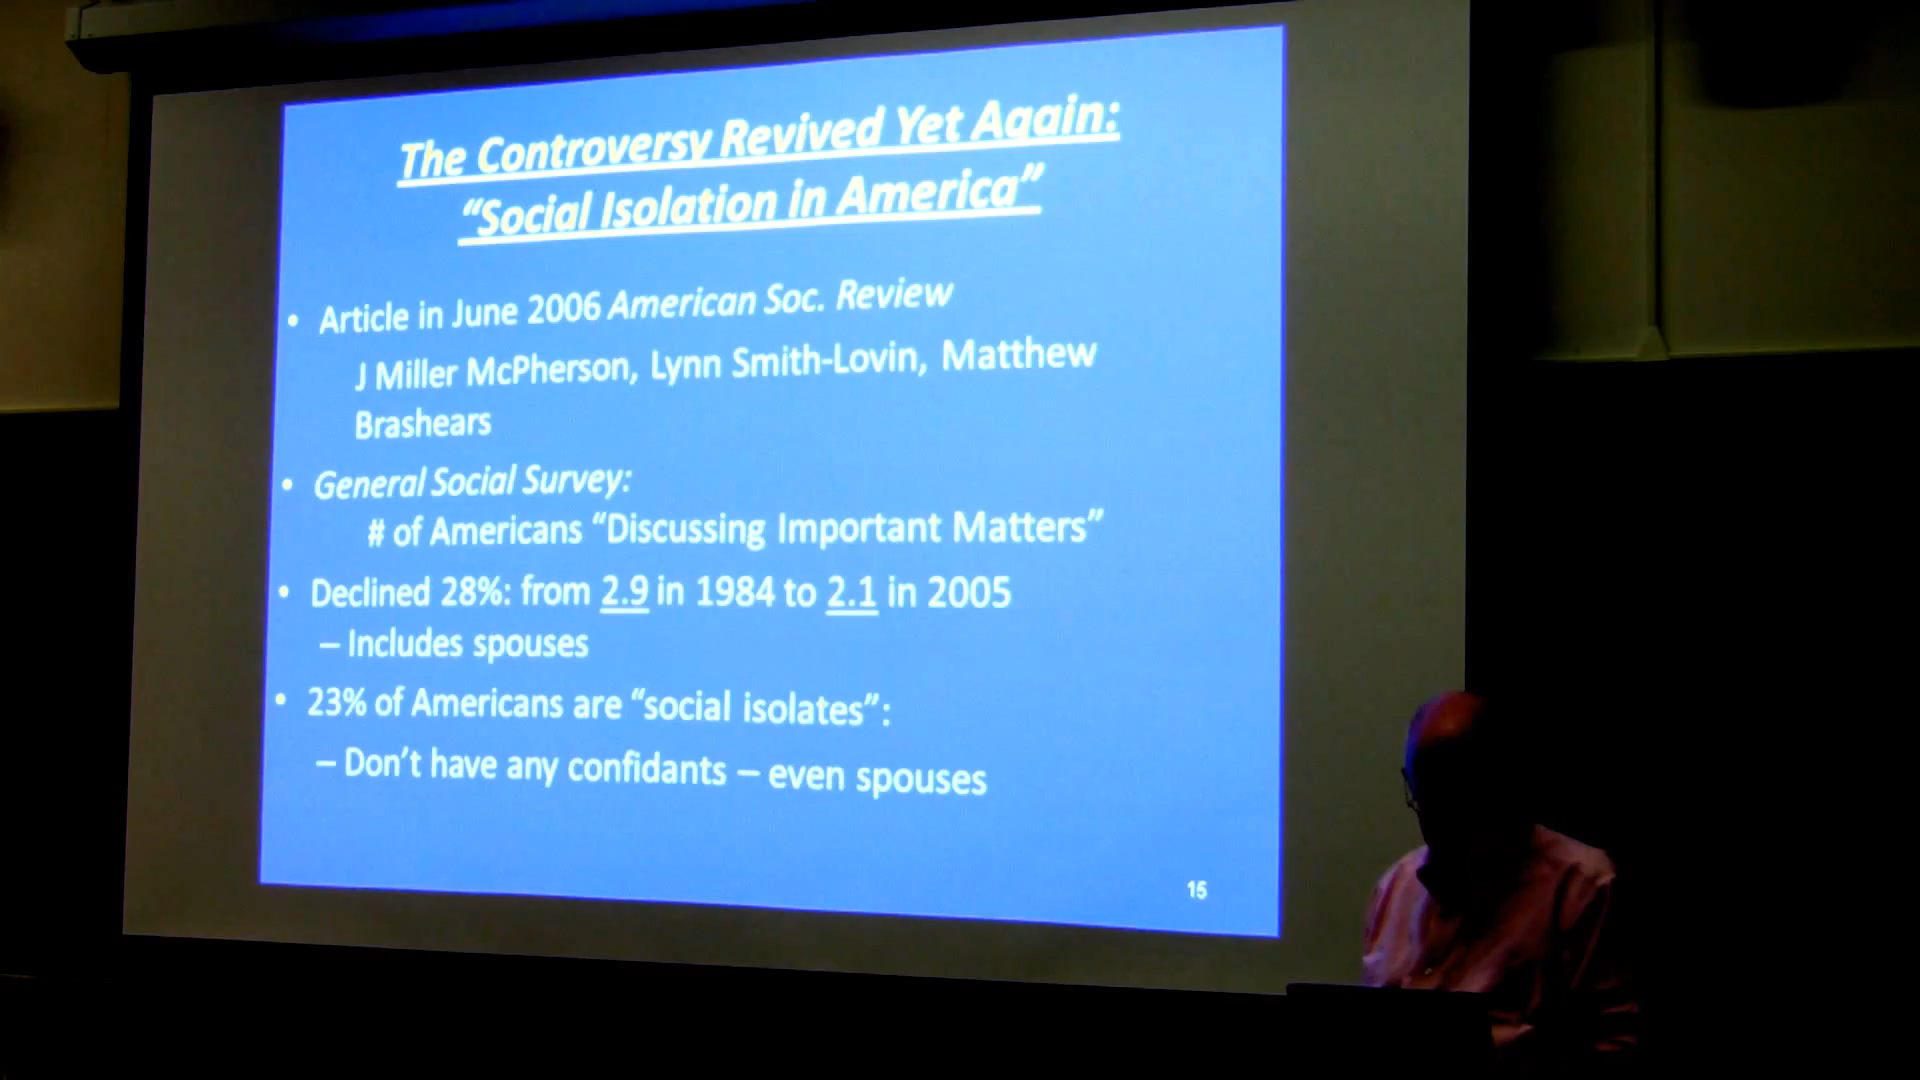 The Controversy Revived Yet Again:
“Social Isolation in America”
• Article in June 2006 American Soc. Review
J Miller McPherson, Lynn Smith-Lovin, Matthew
Brashears
• General Social Survey:
# of Americans “Discussing Important Matters”
• Declined 28%: from 2.9 in 1984 to 2.1 in 2005
– Includes spouses
• 23% of Americans are “social isolates”:
– Don’t have any confidants – even spouses
15